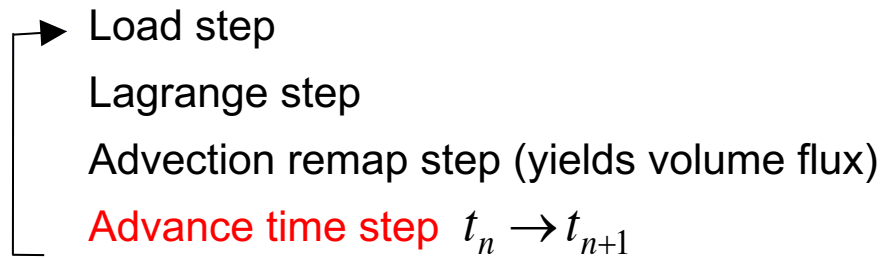 Load step
Lagrange step
Advection remap step (yields volume flux)
Advance time step tₙ → tₙ₊₁